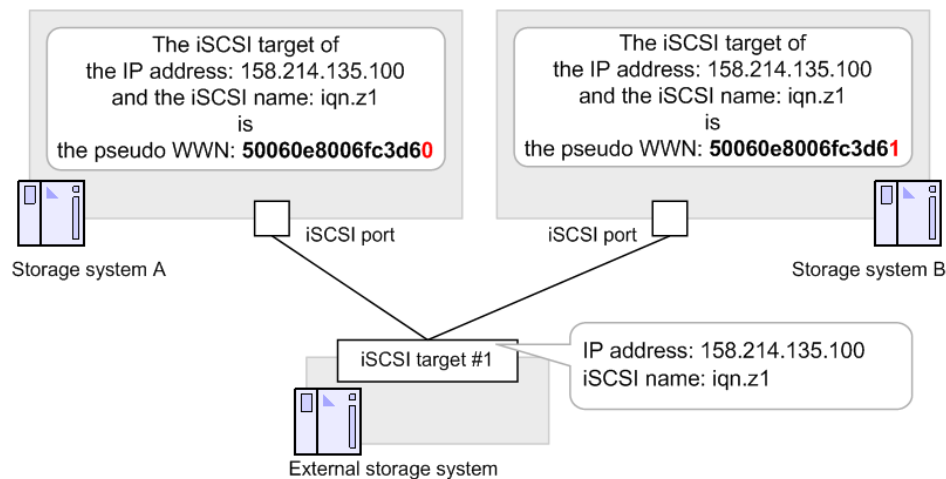 The iSCSI target of
the IP address: 158.214.135.100
and the iSCSI name: iqn.z1
is
the pseudo WWN: 50060e8006fc3d60
The iSCSI target of
the IP address: 158.214.135.100
and the iSCSI name: iqn.z1
is
the pseudo WWN: 50060e8006fc3d61
iSCSI port
iSCSI port
Storage system A
Storage system B
iSCSI target #1
IP address: 158.214.135.100
iSCSI name: iqn.z1
External storage system